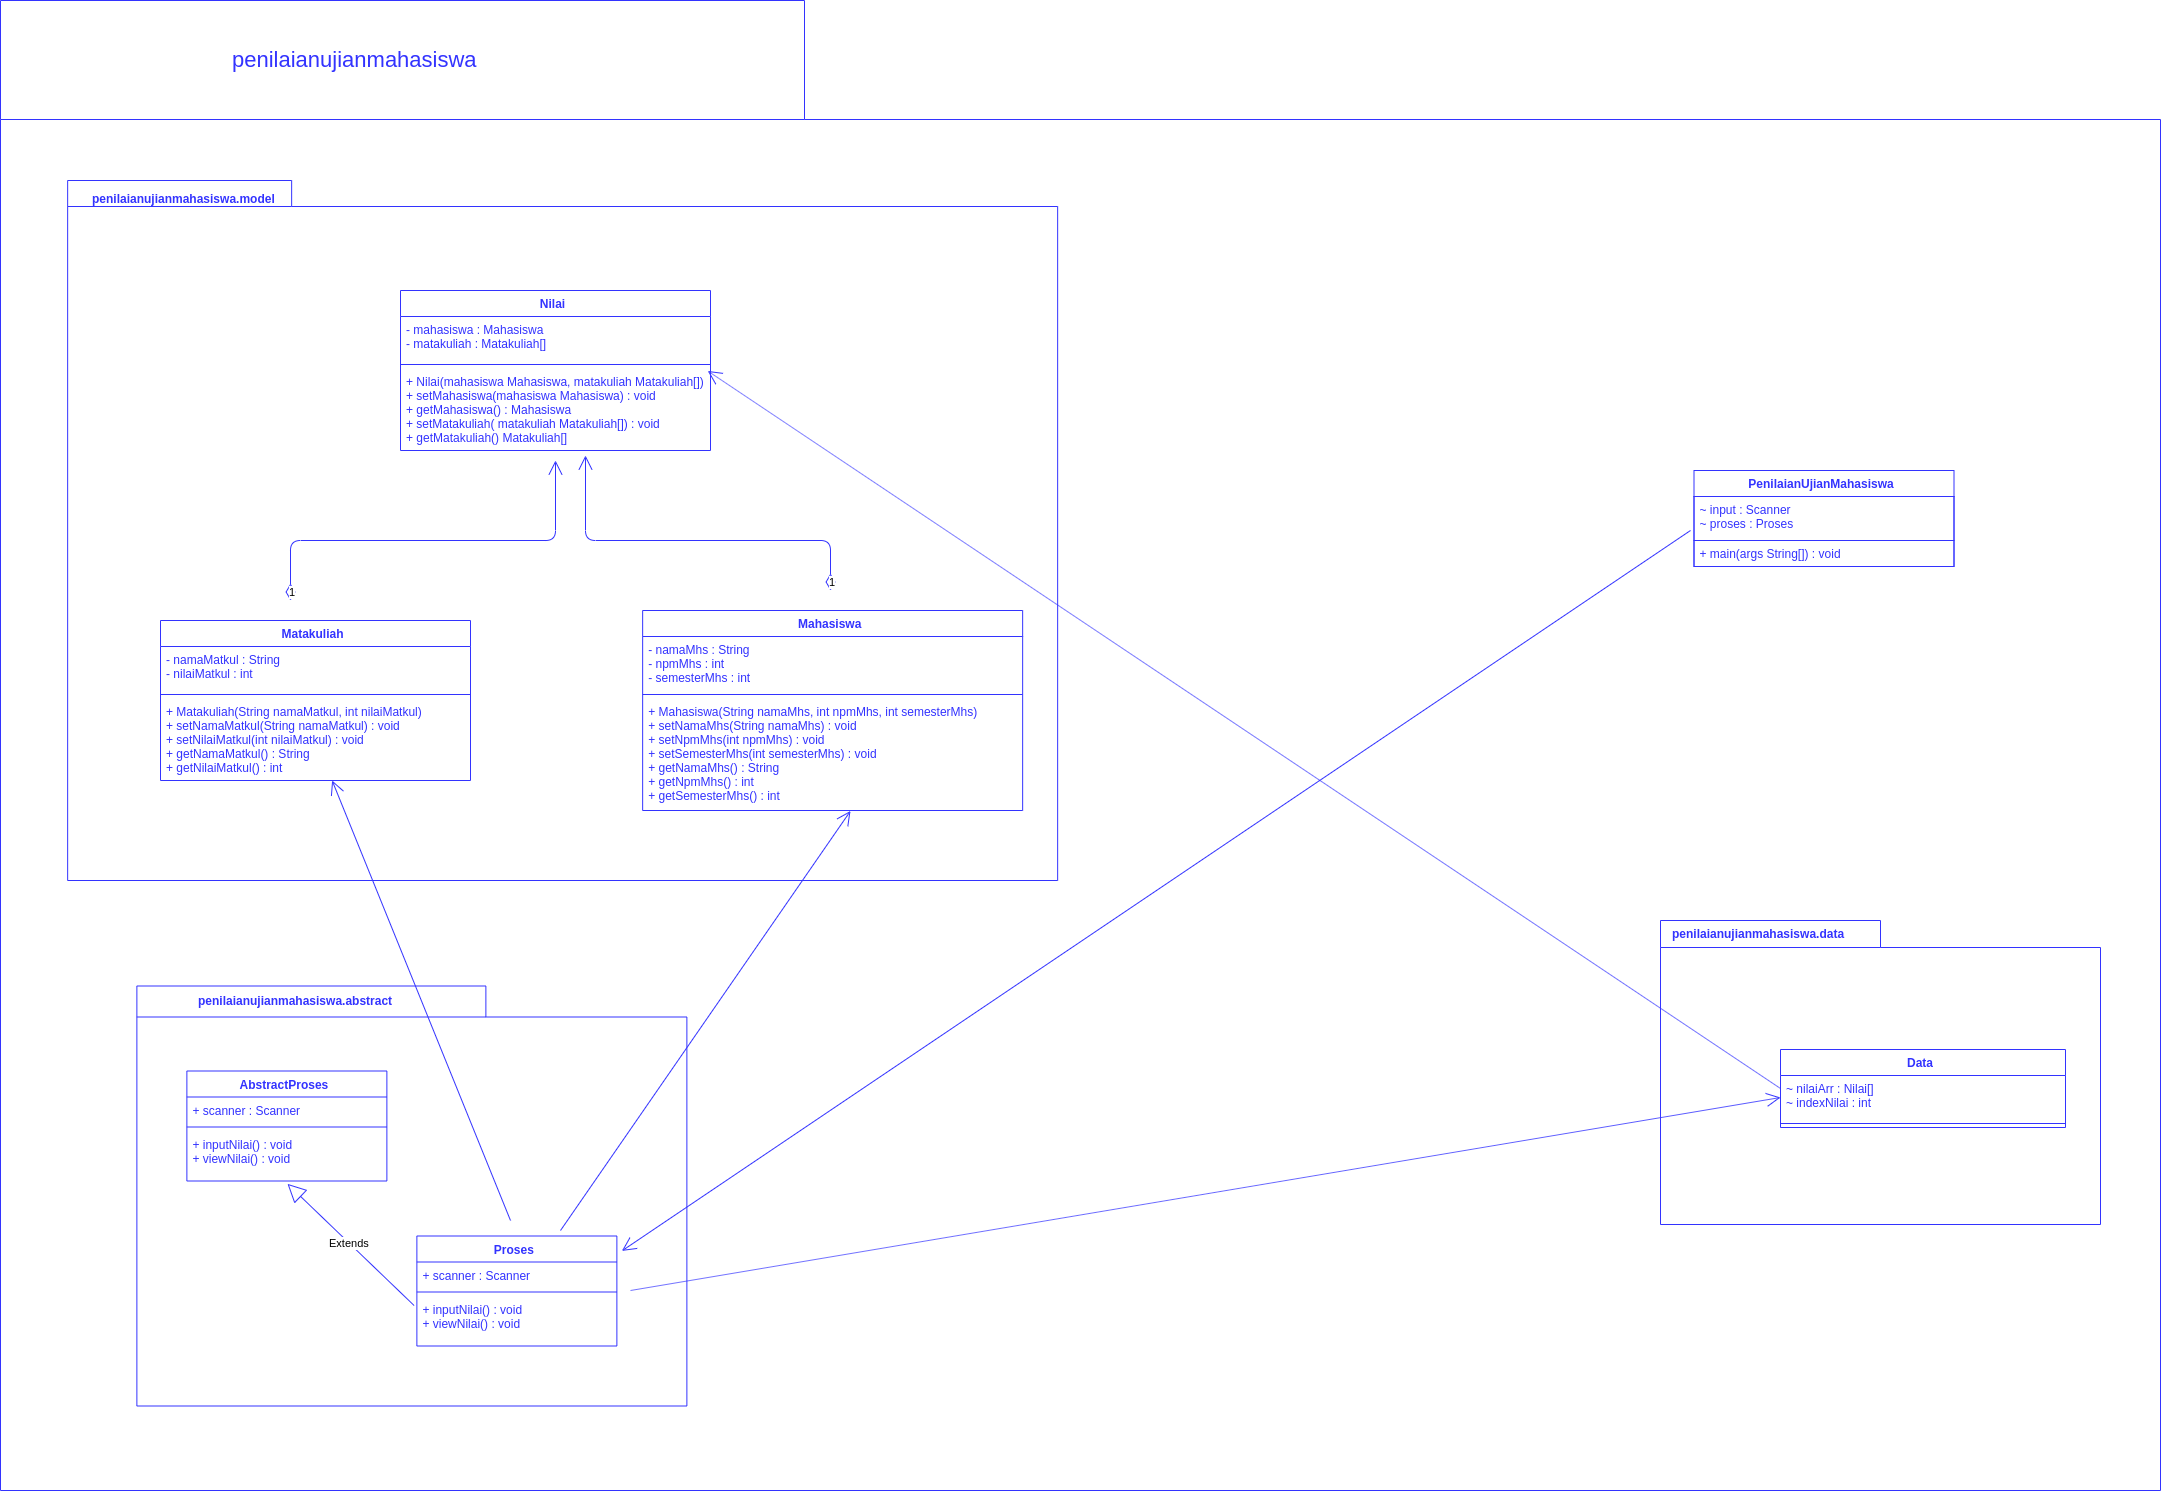 penilaianujianmahasiswa
penilaianujianmahasiswa.model
Nilai
- mahasiswa : Mahasiswa
- matakuliah : Matakuliah[]
+ Nilai(mahasiswa Mahasiswa, matakuliah Matakuliah[])
+ setMahasiswa(mahasiswa Mahasiswa) : void
+ getMahasiswa() : Mahasiswa
+ setMatakuliah( matakuliah Matakuliah[]) : void
+ getMatakuliah() Matakuliah[]
PenilaianUjianMahasiswa
~ input : Scanner
~ proses : Proses
+ main(args String[]) : void
1
1
Matakuliah
- namaMatkul : String
- nilaiMatkul : int
+ Matakuliah(String namaMatkul, int nilaiMatkul)
+ setNamaMatkul(String namaMatkul) : void
+ setNilaiMatkul(int nilaiMatkul) : void
+ getNamaMatkul() : String
+ getNilaiMatkul() : int
Mahasiswa
- namaMhs : String
- npmMhs : int
- semesterMhs : int
+ Mahasiswa(String namaMhs, int npmMhs, int semesterMhs)
+ setNamaMhs(String namaMhs) : void
+ setNpmMhs(int npmMhs) : void
+ setSemesterMhs(int semesterMhs) : void
+ getNamaMhs() : String
+ getNpmMhs() : int
+ getSemesterMhs() : int
penilaianujianmahasiswa.data
Data
~ nilaiArr : Nilai[]
~ indexNilai : int
penilaianujianmahasiswa.abstract
AbstractProses
+ scanner : Scanner
+ inputNilai() : void
+ viewNilai() : void
Extends
Proses
+ scanner : Scanner
+ inputNilai() : void
+ viewNilai() : void